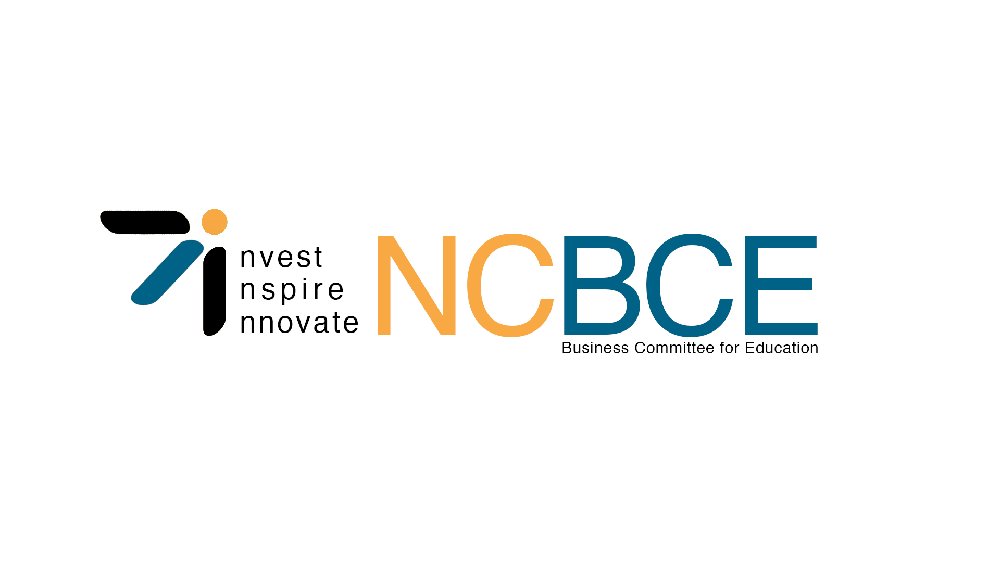 nvest
nspire
nnovate
NCBCE
Business Committee for Education